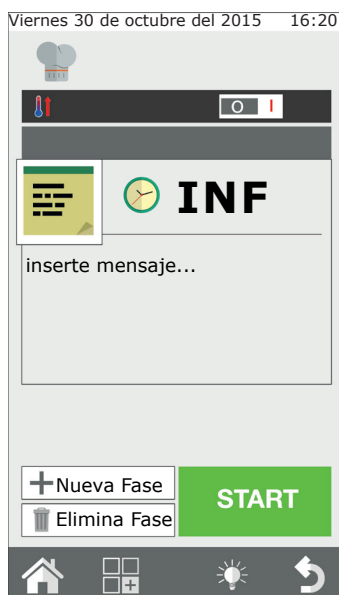 Viernes 30 de octubre del 2015 16:20
O I
INF
inserte mensaje...
Nueva Fase
START
Elimina Fase